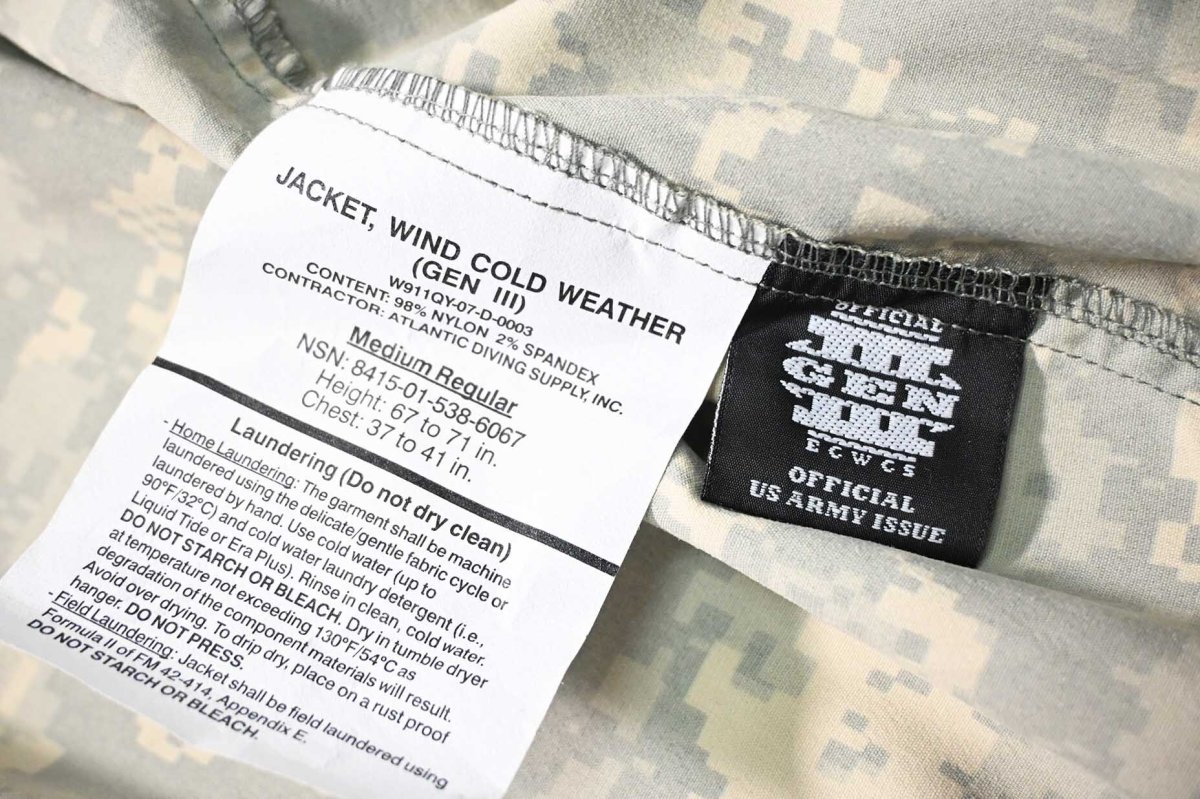 JACKET, WIND COLD WEATHER
(GEN III)
W911QY-07-D-0003
CONTENT: 98% NYLON 2% SPANDEX
CONTRACTOR: ATLANTIC DIVING SUPPLY, INC.
Medium Regular
NSN: 8415-01-538-6067
Height: 67 to 71 in.
Chest: 37 to 41 in.
Laundering (Do not dry clean)
- Home Laundering: The garment shall be machine
laundered using the delicate/gentle fabric cycle or
laundered by hand. Use cold water (up to
90°F/32°C) and cold water laundry detergent (i.e.,
Liquid Tide or Era Plus). Rinse in clean, cold water.
DO NOT STARCH OR BLEACH. Dry in tumble dryer
at temperature not exceeding 130°F/54°C as
degradation of the component materials will result.
Avoid over drying. To drip dry, place on a rust proof
hanger. DO NOT PRESS.
- Field Laundering: Jacket shall be field laundered using
Formula II of FM 42-414, Appendix E.
DO NOT STARCH OR BLEACH.
OFFICIAL
III
GEN
III
ECWCS
OFFICIAL
US ARMY ISSUE